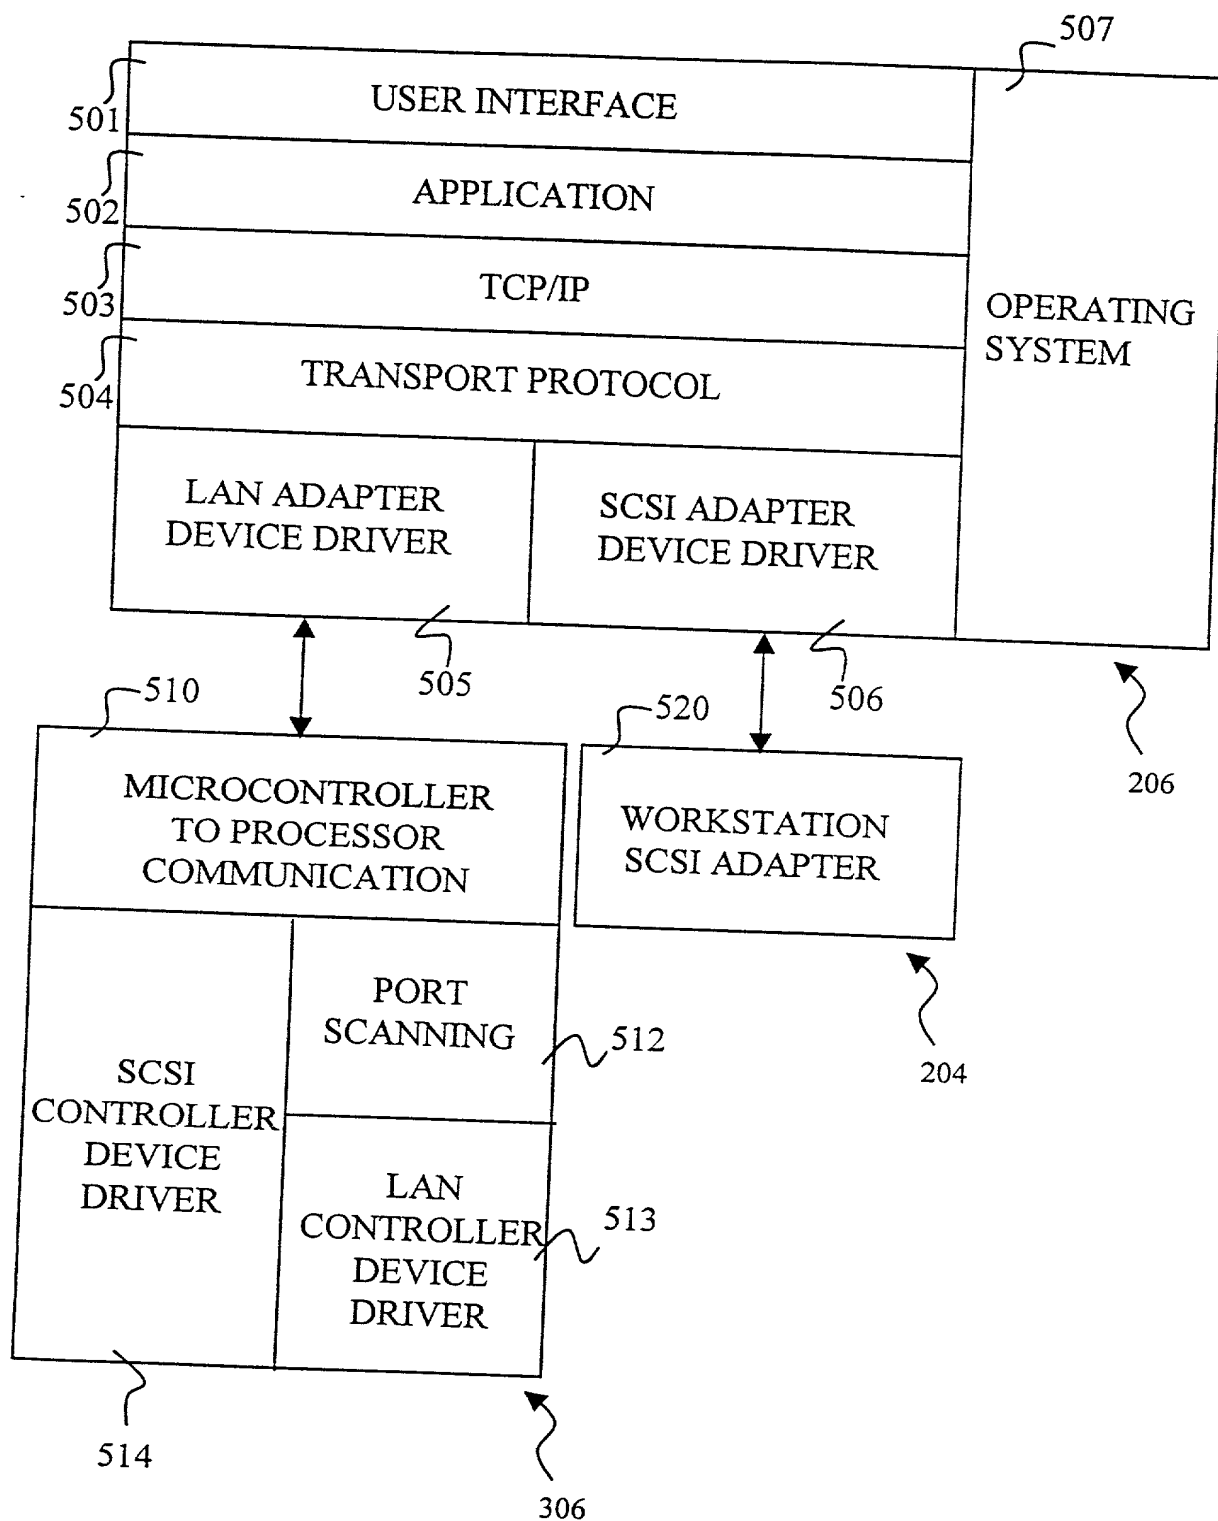 507
USER INTERFACE
501
APPLICATION
502
TCP/IP
503
OPERATING
SYSTEM
TRANSPORT PROTOCOL
504
LAN ADAPTER
DEVICE DRIVER
SCSI ADAPTER
DEVICE DRIVER
505
506
510
520
206
MICROCONTROLLER
TO PROCESSOR
COMMUNICATION
WORKSTATION
SCSI ADAPTER
PORT
SCANNING
512
204
SCSI
CONTROLLER
DEVICE
DRIVER
LAN
CONTROLLER
DEVICE
DRIVER
513
514
306